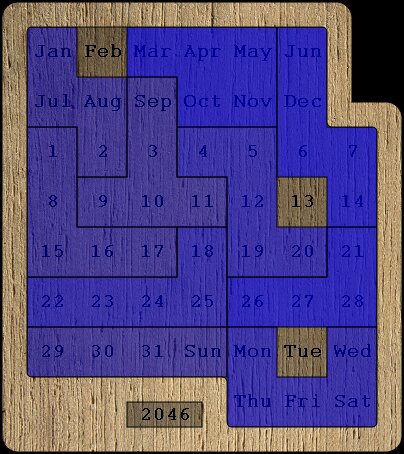 Jan Feb Mar Apr May Jun
Jul Aug Sep Oct Nov Dec
1 2 3 4 5 6 7
8 9 10 11 12 13 14
15 16 17 18 19 20 21
22 23 24 25 26 27 28
29 30 31 Sun Mon Tue Wed
Thu Fri Sat
2046